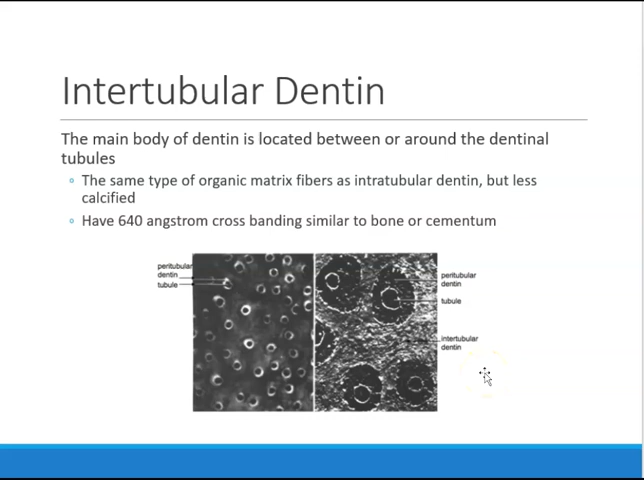 Intertubular Dentin
The main body of dentin is located between or around the dentinal
tubules
The same type of organic matrix fibers as intratubular dentin, but less
calcified
Have 640 angstrom cross banding similar to bone or cementum
peritubular
dentin
tubule
peritubular
dentin
tubule
intertubular
dentin